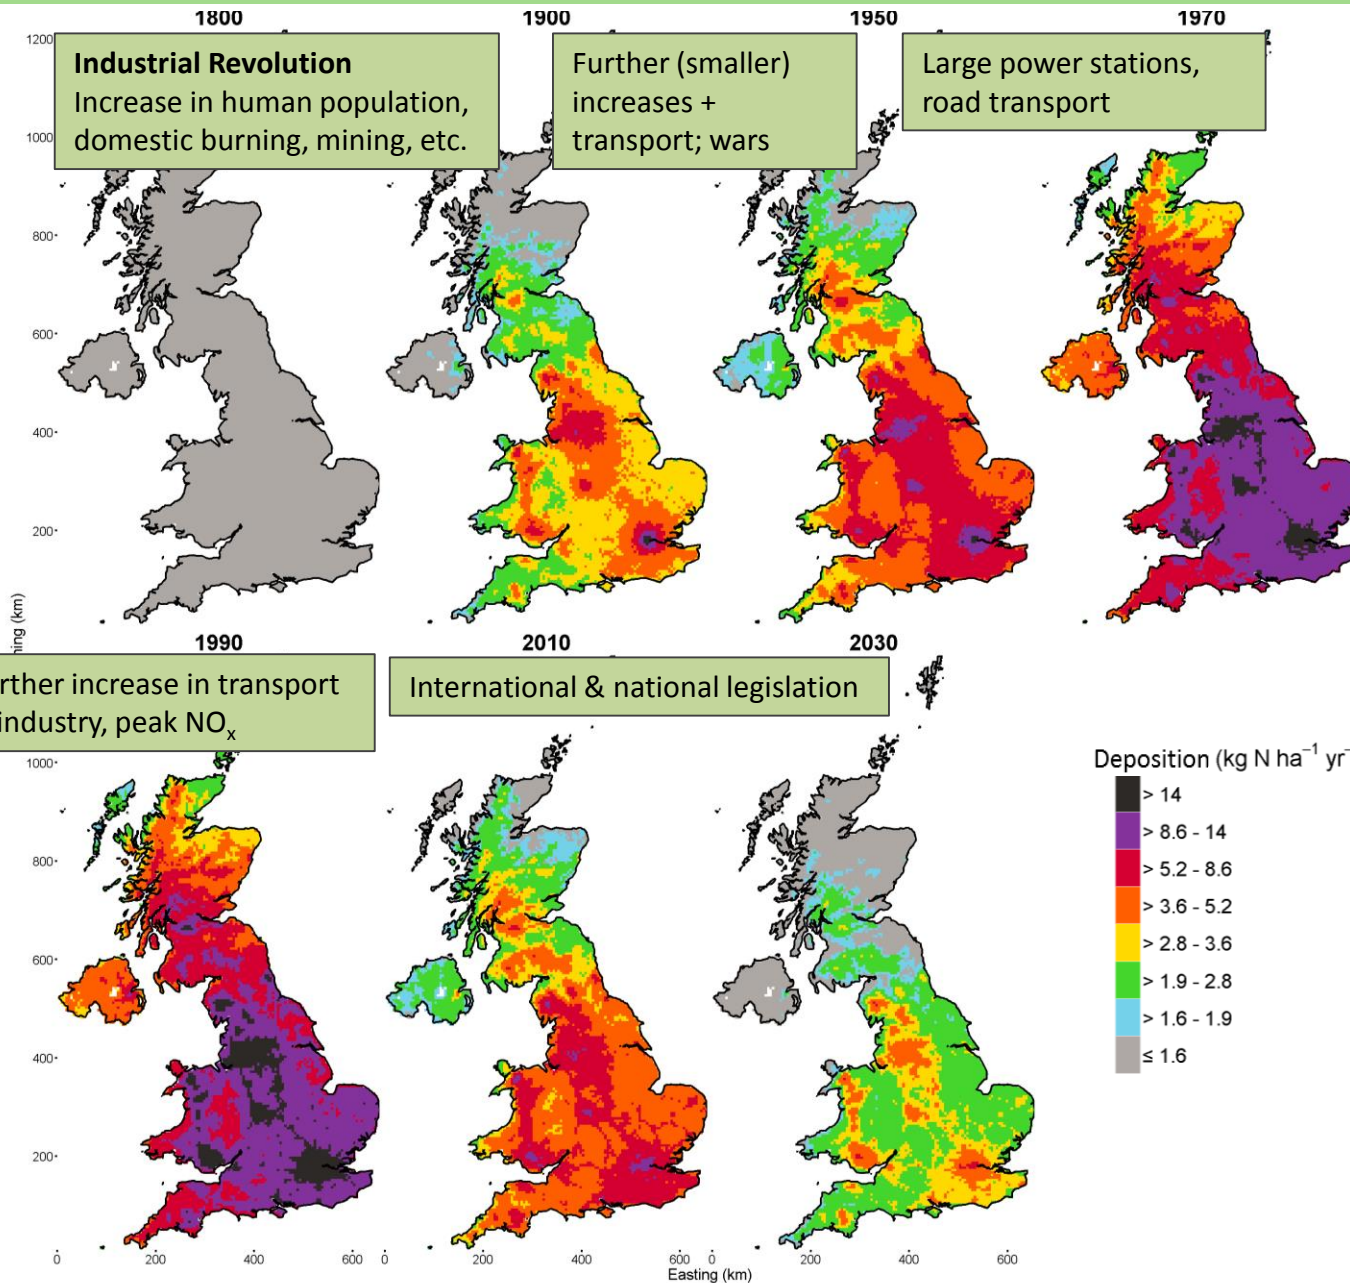 1800
1900
1950
1970
Industrial Revolution
Increase in human population,
domestic burning, mining, etc.
Further (smaller)
increases +
transport; wars
Large power stations,
road transport
1200
1000
800
600
400
200
1990
2010
2030
rther increase in transport
industry, peak NOx
International & national legislation
1000
800
600
400
200
0 200 400 600 0 200 400 600 0 200 400 600
Easting (km)
hing (km)
Deposition (kg N ha⁻¹ yr⁻
> 14
> 8.6 - 14
> 5.2 - 8.6
> 3.6 - 5.2
> 2.8 - 3.6
> 1.9 - 2.8
> 1.6 - 1.9
≤ 1.6